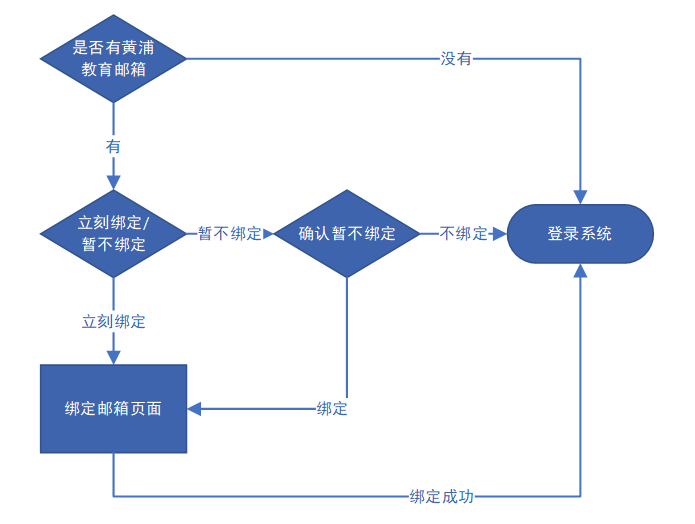 是否有黄浦
教育邮箱
没有
有
立刻绑定/
暂不绑定
暂不绑定
确认暂不绑定
不绑定
登录系统
立刻绑定
绑定邮箱页面
绑定
绑定成功